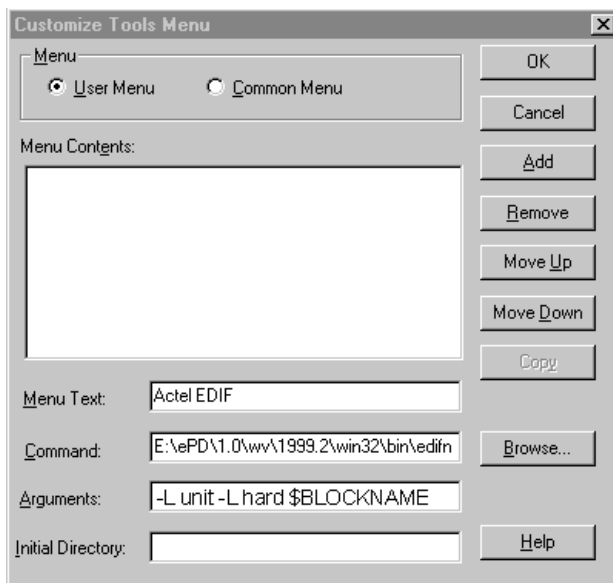 Customize Tools Menu
Menu
User Menu
Common Menu
OK
Cancel
Menu Contents:
Add
Remove
Move Up
Move Down
Copy
Menu Text:
Actel EDIF
Command:
E:\ePD\1.0\wv\1999.2\win32\bin\edifn
Browse...
Arguments:
-L unit -L hard $BLOCKNAME
Initial Directory:
Help